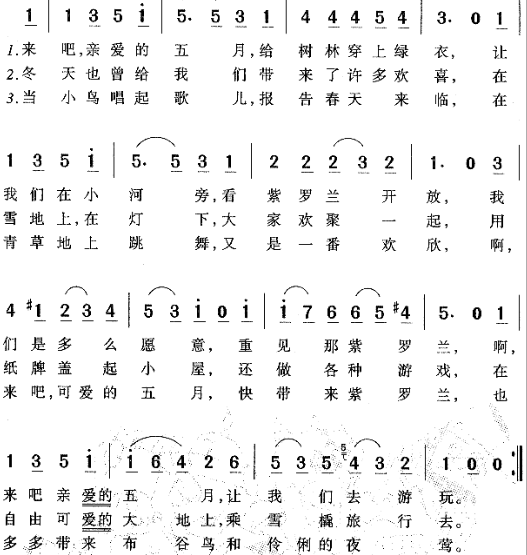 1 | 1 3 5 i | 5. 5 3 1 | 4 4 4 5 4 | 3. 0 1
1.来 吧,亲爱的 五 月,给 树 林 穿上绿 衣, 让
2.冬 天也曾给 我 们带 来了许多欢 喜,在
3.当 小鸟唱起 歌 儿,报 告春天 来 临, 在
1 3 5 i | 5. 5 3 1 | 2 2 2 3 2 | 1. 0 3
我们在小 河 旁,看 紫罗兰 开 放,我
雪地上,在 灯 下,大 家欢聚 一 起,用
青草地上 跳 舞,又 是一番 欢 欣,啊,
4 #1 2 3 4 | 5 3 i 0 i | i 7 6 6 5 #4 | 5. 0 1
们是多 么 愿 意, 重 见 那紫 罗 兰, 啊,
纸牌盖 起 小 屋, 还 做 各种 游 戏, 在
来吧,可爱的 五 月, 快 带 来紫 罗 兰, 也
1 3 5 i | i 6 4 2 6 | 5 3 5 5 4 3 2 | 1 0 0 :||
来吧亲爱的五 月,让 我 们去 游 玩。
自由可爱的大 地上,乘 雪 橇旅 行 去。
多多带来布 谷鸟和 伶 俐的夜 莺。